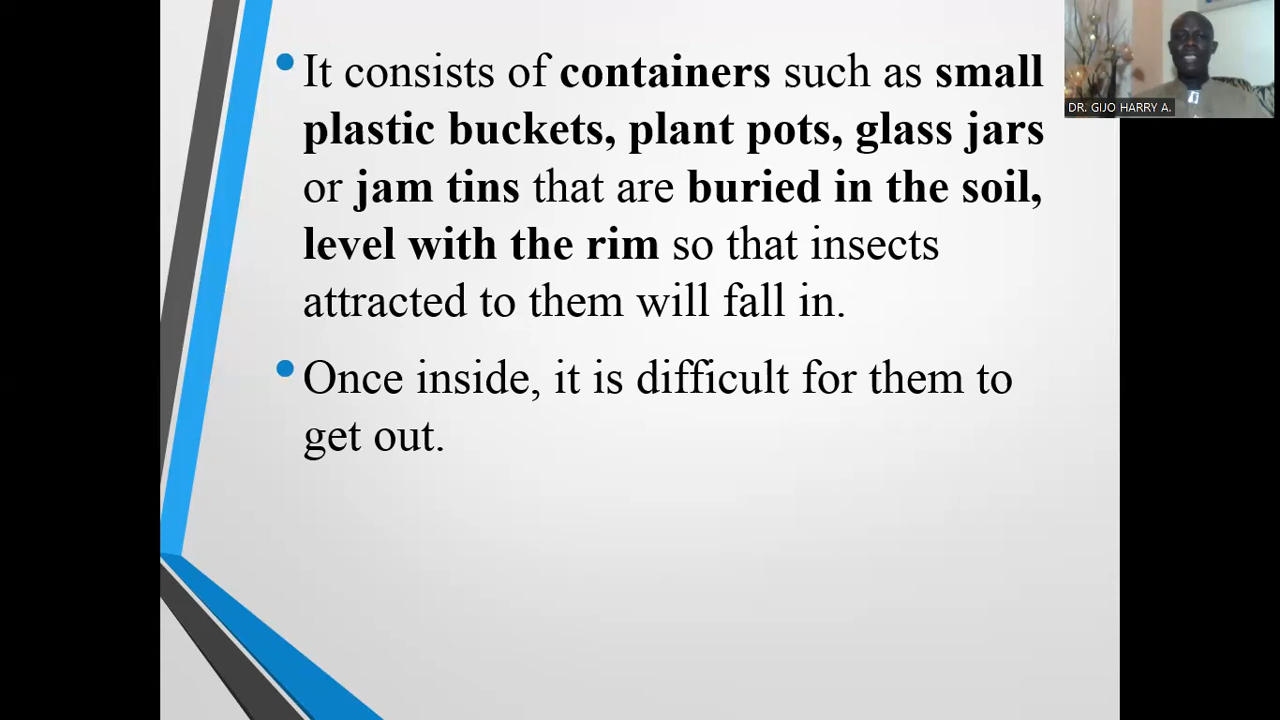 • It consists of containers such as small
plastic buckets, plant pots, glass jars
or jam tins that are buried in the soil,
level with the rim so that insects
attracted to them will fall in.
• Once inside, it is difficult for them to
get out.
DR. GIJO HARRY A.